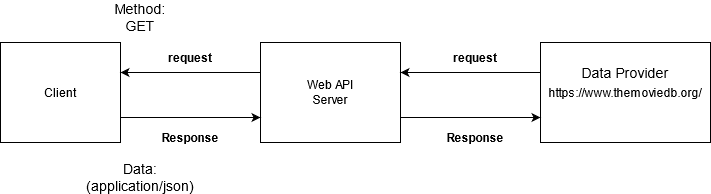 Method:
GET
request
request
Client
Web API
Server
Data Provider
https://www.themoviedb.org/
Response
Response
Data:
(application/json)